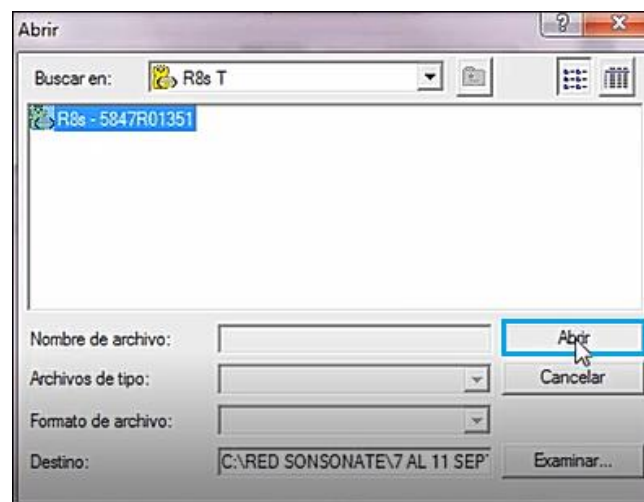 Abrir
Buscar en: R8s T
R8s - 5847R01351
Nombre de archivo: Abrir
Archivos de tipo: Cancelar
Formato de archivo:
Destino: C:\RED SONSONATE\7 AL 11 SEP Examinar...